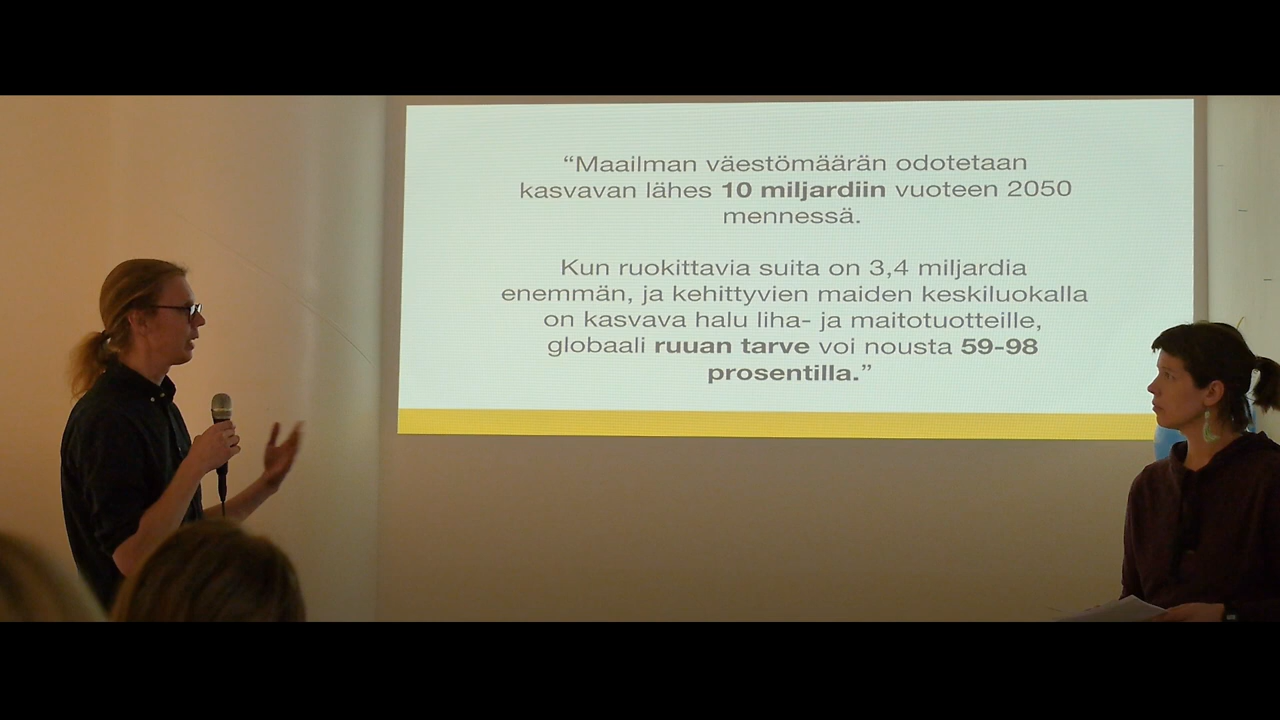 “Maailman väestömäärän odotetaan
kasvavan lähes 10 miljardiin vuoteen 2050
mennessä.
Kun ruokittavia suita on 3,4 miljardia
enemmän, ja kehittyvien maiden keskiluokalla
on kasvava halu liha- ja maitotuotteille,
globaali ruuan tarve voi nousta 59-98
prosentilla.”